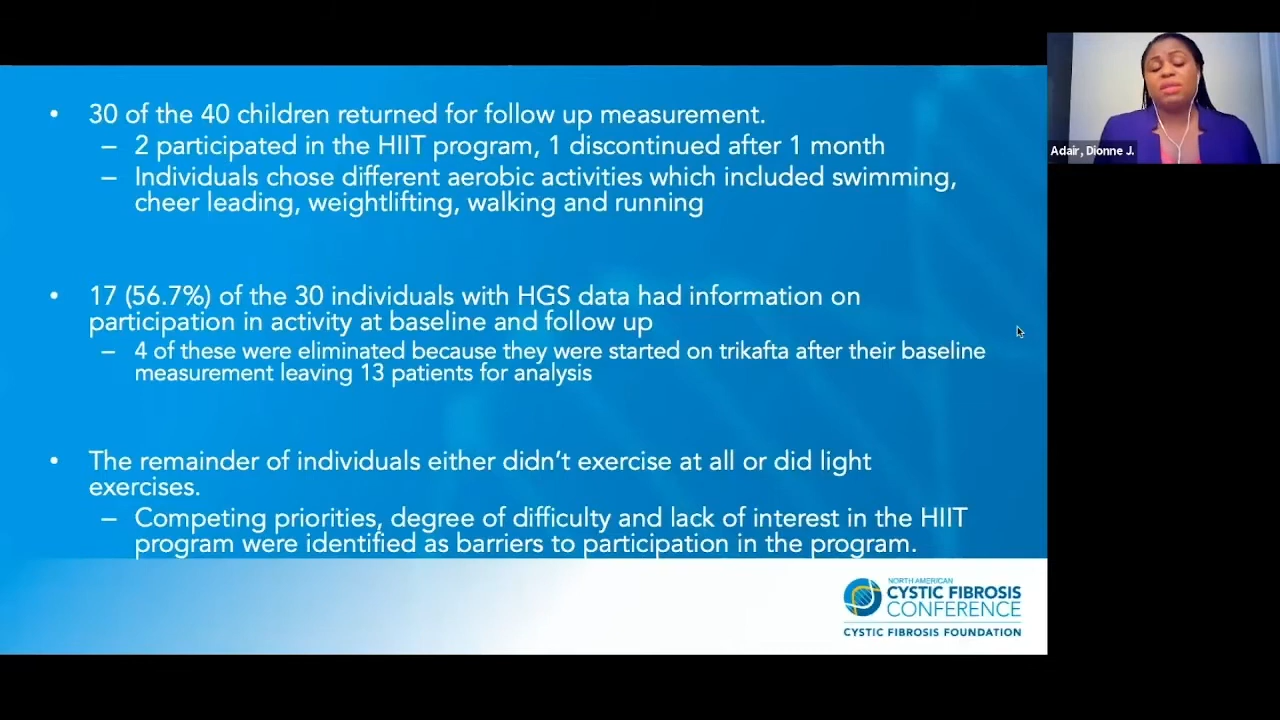 • 30 of the 40 children returned for follow up measurement.
– 2 participated in the HIIT program, 1 discontinued after 1 month
– Individuals chose different aerobic activities which included swimming,
cheer leading, weightlifting, walking and running
• 17 (56.7%) of the 30 individuals with HGS data had information on
participation in activity at baseline and follow up
– 4 of these were eliminated because they were started on trikafta after their baseline
measurement leaving 13 patients for analysis
• The remainder of individuals either didn't exercise at all or did light
exercises.
– Competing priorities, degree of difficulty and lack of interest in the HIIT
program were identified as barriers to participation in the program.
NORTH AMERICAN
CYSTIC FIBROSIS
CONFERENCE
CYSTIC FIBROSIS FOUNDATION
Adair, Dionne J.